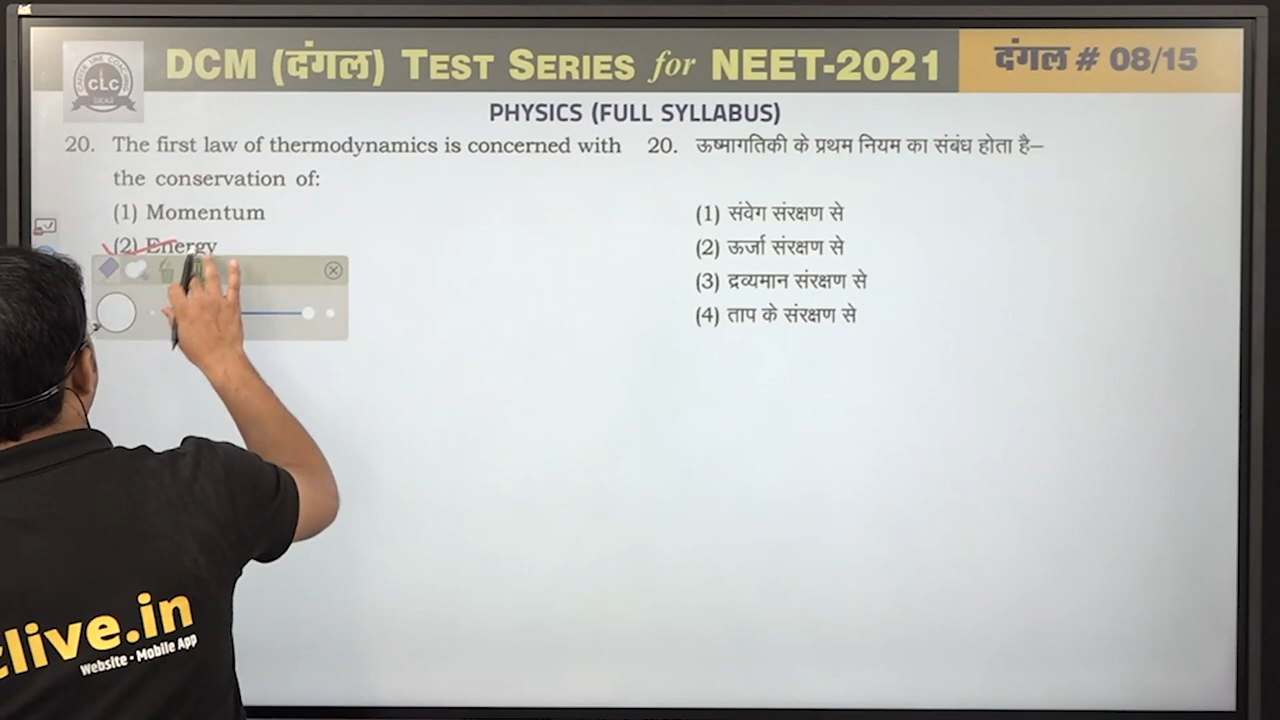 DCM (दंगल) TEST SERIES for NEET-2021
दंगल # 08/15
CLC
PHYSICS (FULL SYLLABUS)
20. The first law of thermodynamics is concerned with
the conservation of:
(1) Momentum
(2) Energy
20. ऊष्मागतिकी के प्रथम नियम का संबंध होता है–
(1) संवेग संरक्षण से
(2) ऊर्जा संरक्षण से
(3) द्रव्यमान संरक्षण से
(4) ताप के संरक्षण से
clive.in
Website • Mobile App